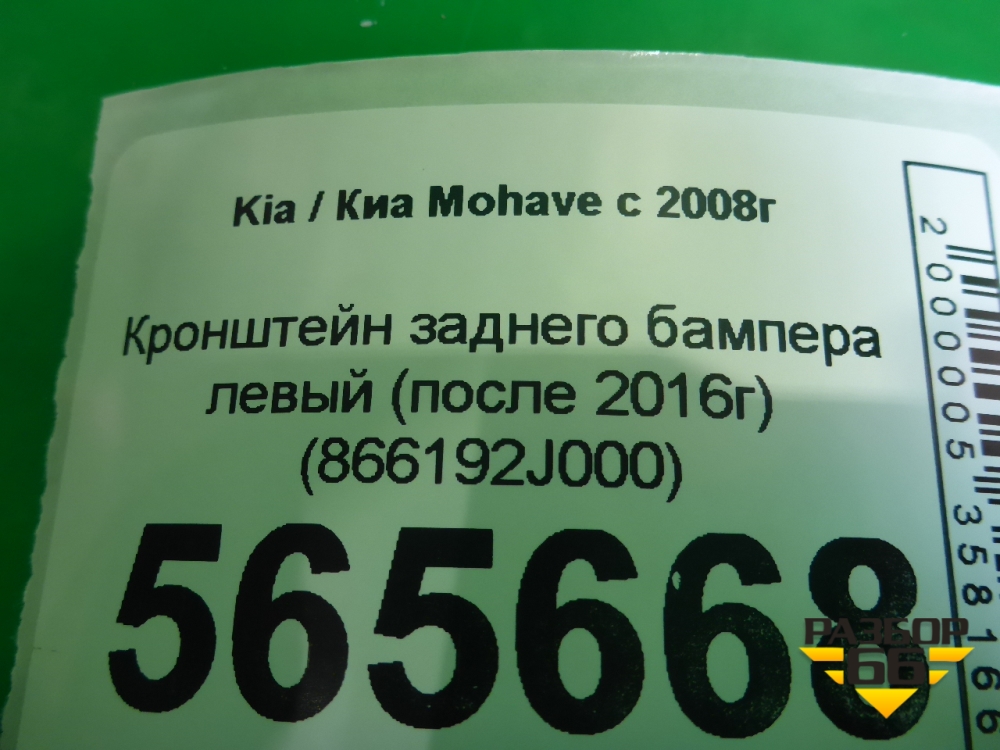 Kia / Киа Mohave с 2008г
Кронштейн заднего бампера
левый (после 2016г)
(866192J000)
565668
2000005358166
РАЗБОР
66